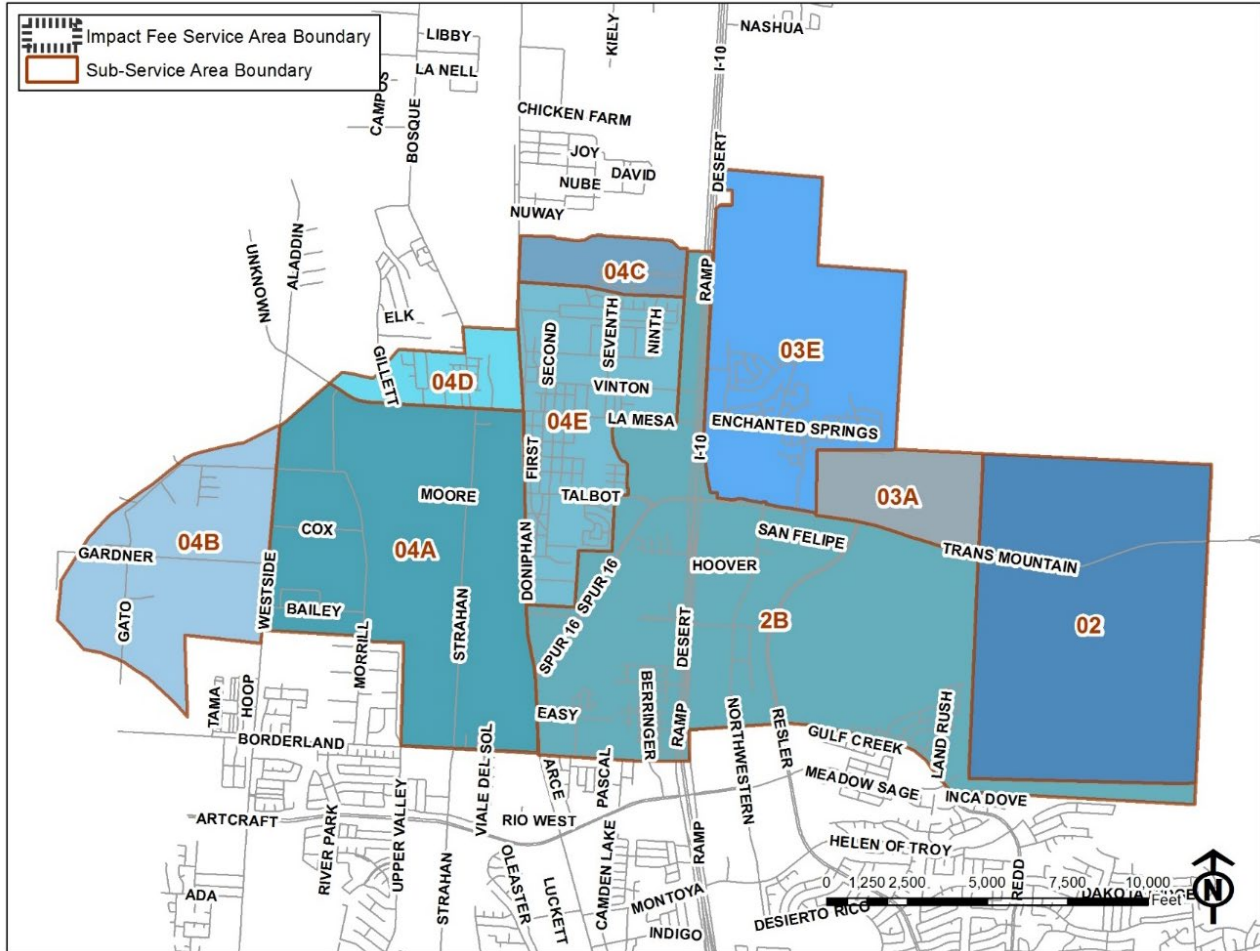 Impact Fee Service Area Boundary
Sub-Service Area Boundary
LIBBY
LA NELL
CAMPUS
BOSQUE
KIELY
NASHUA
I-10
CHICKEN FARM
JOY
DAVID
NUBE
NUWAY
DESERT
UNKNOWN
ALADDIN
ELK
GILLETT
04C
RAMP
03E
SECOND
SEVENTH
NINTH
04D
VINTON
04E
LA MESA
ENCHANTED SPRINGS
I-10
FIRST
MOORE
TALBOT
03A
COX
04A
04B
GARDNER
SAN FELIPE
TRANS MOUNTAIN
HOOVER
WESTSIDE
DONIPHAN
SPUR 16
BAILEY
GATO
STRAHAN
MORRILL
SPUR 16
DESERT
2B
02
TAMA
HOOP
EASY
BERRINGER
RAMP
NORTHWESTERN
RESLER
GULF CREEK
LAND RUSH
BORDERLAND
VIALE DEL SOL
ARCE
PASCAL
MEADOW SAGE
INCA DOVE
ARTCRAFT
RIVER PARK
UPPER VALLEY
RIO WEST
CAMDEN LAKE
RAMP
HELEN OF TROY
ADA
STRAHAN
OLEASTER
LUCKETT
MONTOYA
INDIGO
DESIERTO RICO
REDD
0 1,250 2,500 5,000 7,500 10,000
Feet
N